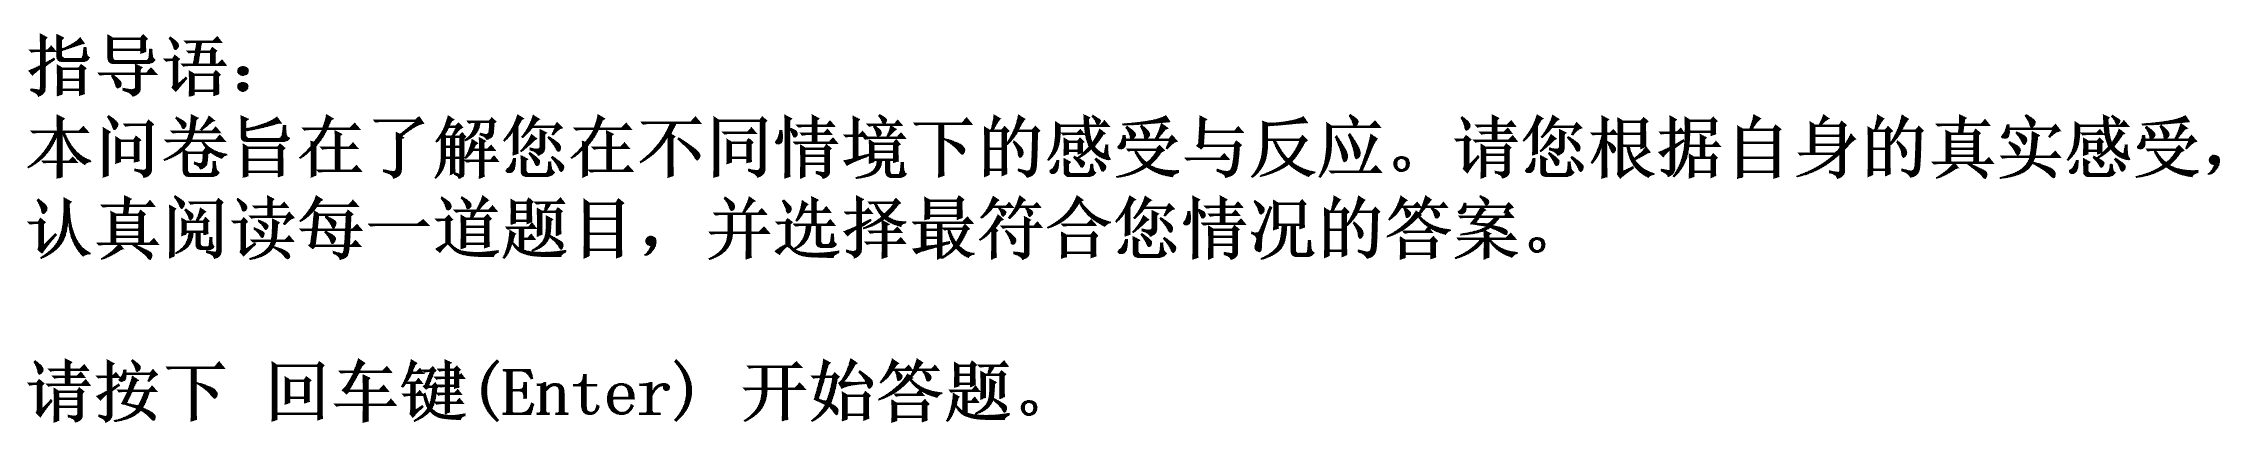 指导语：
本问卷旨在了解您在不同情境下的感受与反应。请您根据自身的真实感受，
认真阅读每一道题目，并选择最符合您情况的答案。
请按下 回车键(Enter) 开始答题。